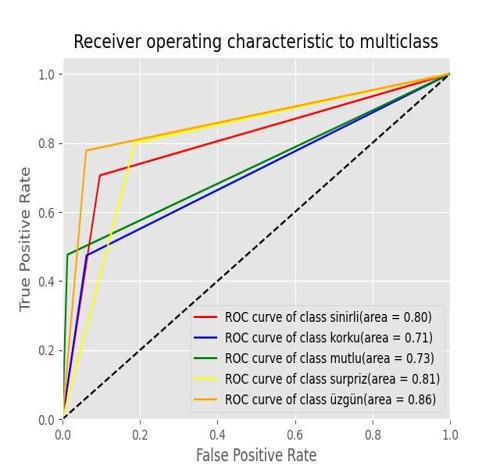 Receiver operating characteristic to multiclass
True Positive Rate
1.0
0.8
0.6
0.4
0.2
0.0
ROC curve of class sinirli(area = 0.80)
ROC curve of class korku(area = 0.71)
ROC curve of class mutlu(area = 0.73)
ROC curve of class surpriz(area = 0.81)
ROC curve of class üzgün(area = 0.86)
0.0 0.2 0.4 0.6 0.8 1.0
False Positive Rate